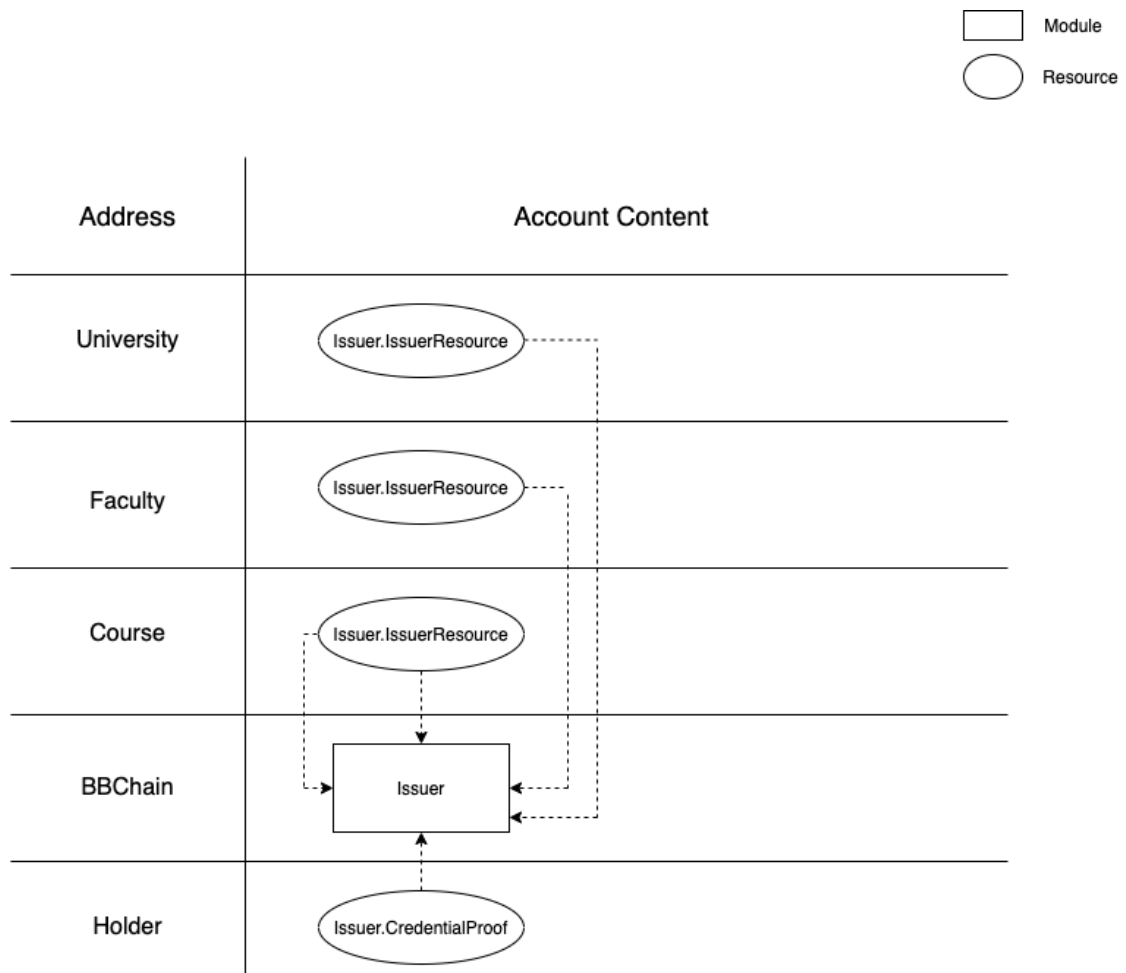 Module
Resource
Address
Account Content
University
Issuer.IssuerResource
Faculty
Issuer.IssuerResource
Course
Issuer.IssuerResource
BBChain
Issuer
Holder
Issuer.CredentialProof